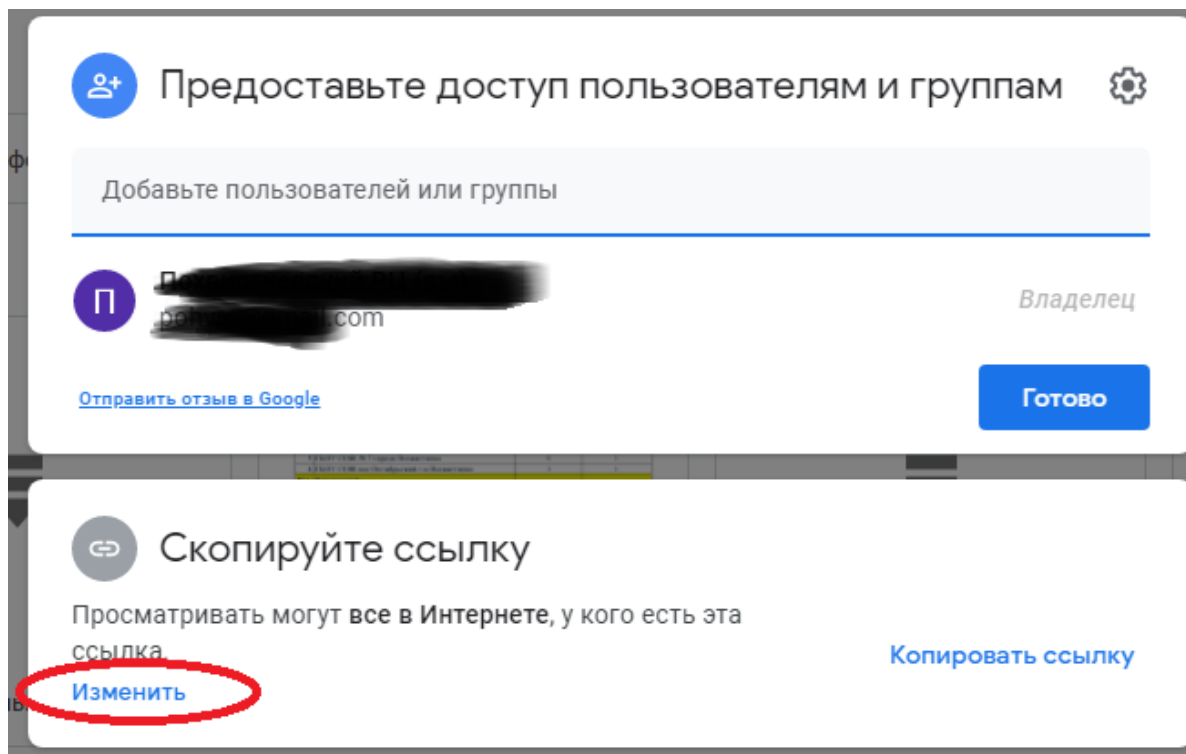 Предоставьте доступ пользователям и группам
Добавьте пользователей или группы
П
.com
Владелец
Отправить отзыв в Google
Готово
Скопируйте ссылку
Просматривать могут все в Интернете, у кого есть эта
ссылка.
Изменить
Копировать ссылку